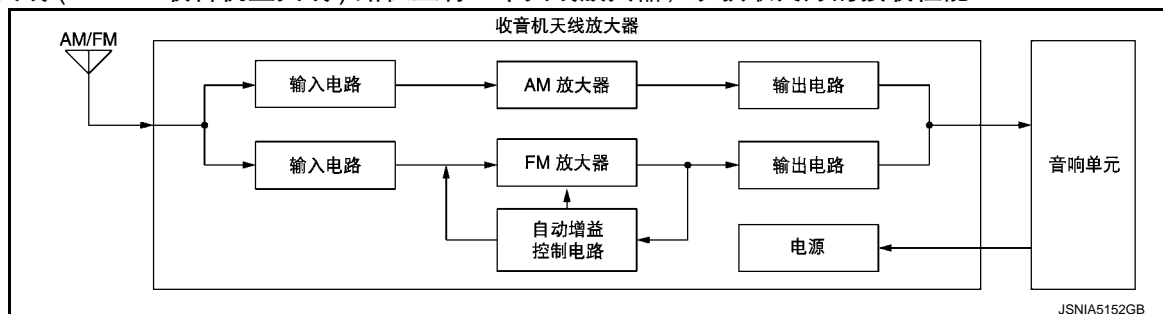 收音机天线放大器
AM/FM
输入电路
AM 放大器
输出电路
输入电路
FM 放大器
输出电路
音响单元
自动增益
控制电路
电源
JSNIA5152GB